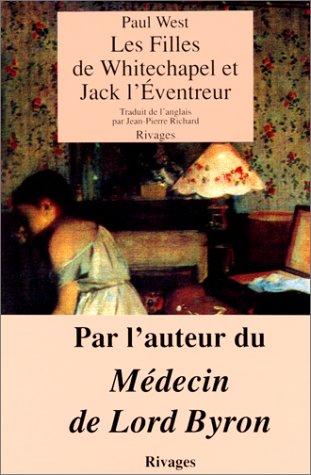 Paul West
Les Filles
de Whitechapel et
Jack l'Éventreur
Traduit de l'anglais
par Jean-Pierre Richard
Rivages
Par l'auteur du
Médecin
de Lord Byron
Rivages